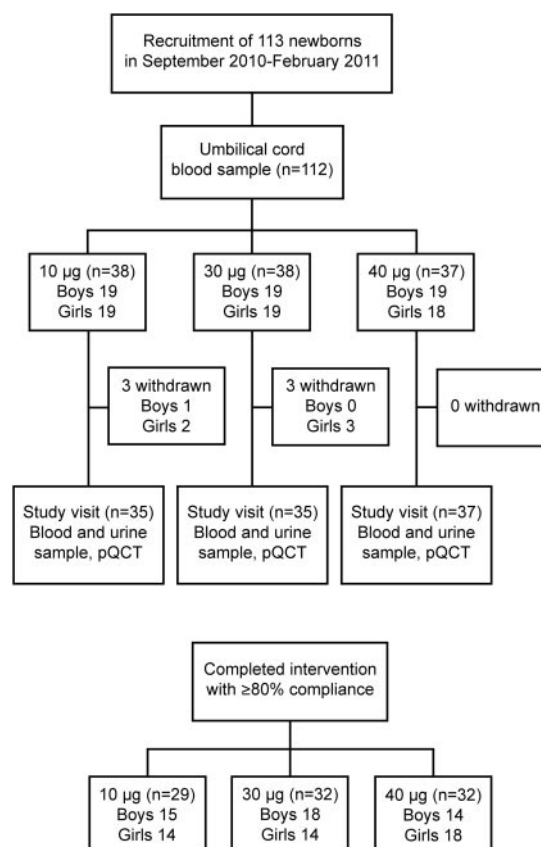 Recruitment of 113 newborns
in September 2010-February 2011
Umbilical cord
blood sample (n=112)
10 µg (n=38)
Boys 19
Girls 19
30 µg (n=38)
Boys 19
Girls 19
40 µg (n=37)
Boys 19
Girls 18
3 withdrawn
Boys 1
Girls 2
3 withdrawn
Boys 0
Girls 3
0 withdrawn
Study visit (n=35)
Blood and urine
sample, pQCT
Study visit (n=35)
Blood and urine
sample, pQCT
Study visit (n=37)
Blood and urine
sample, pQCT
Completed intervention
with ≥80% compliance
10 µg (n=29)
Boys 15
Girls 14
30 µg (n=32)
Boys 18
Girls 14
40 µg (n=32)
Boys 14
Girls 18